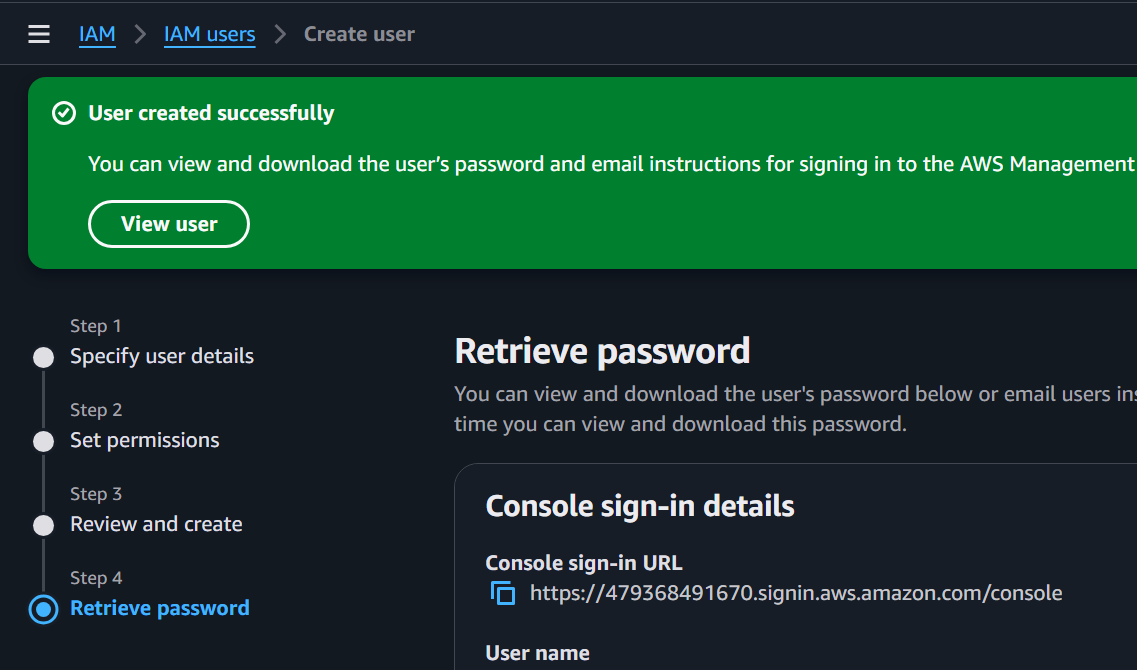 IAM > IAM users > Create user
User created successfully
You can view and download the user’s password and email instructions for signing in to the AWS Management
View user
Step 1
Specify user details
Step 2
Set permissions
Step 3
Review and create
Step 4
Retrieve password
Retrieve password
You can view and download the user's password below or email users
time you can view and download this password.
Console sign-in details
Console sign-in URL
https://479368491670.signin.aws.amazon.com/console
User name